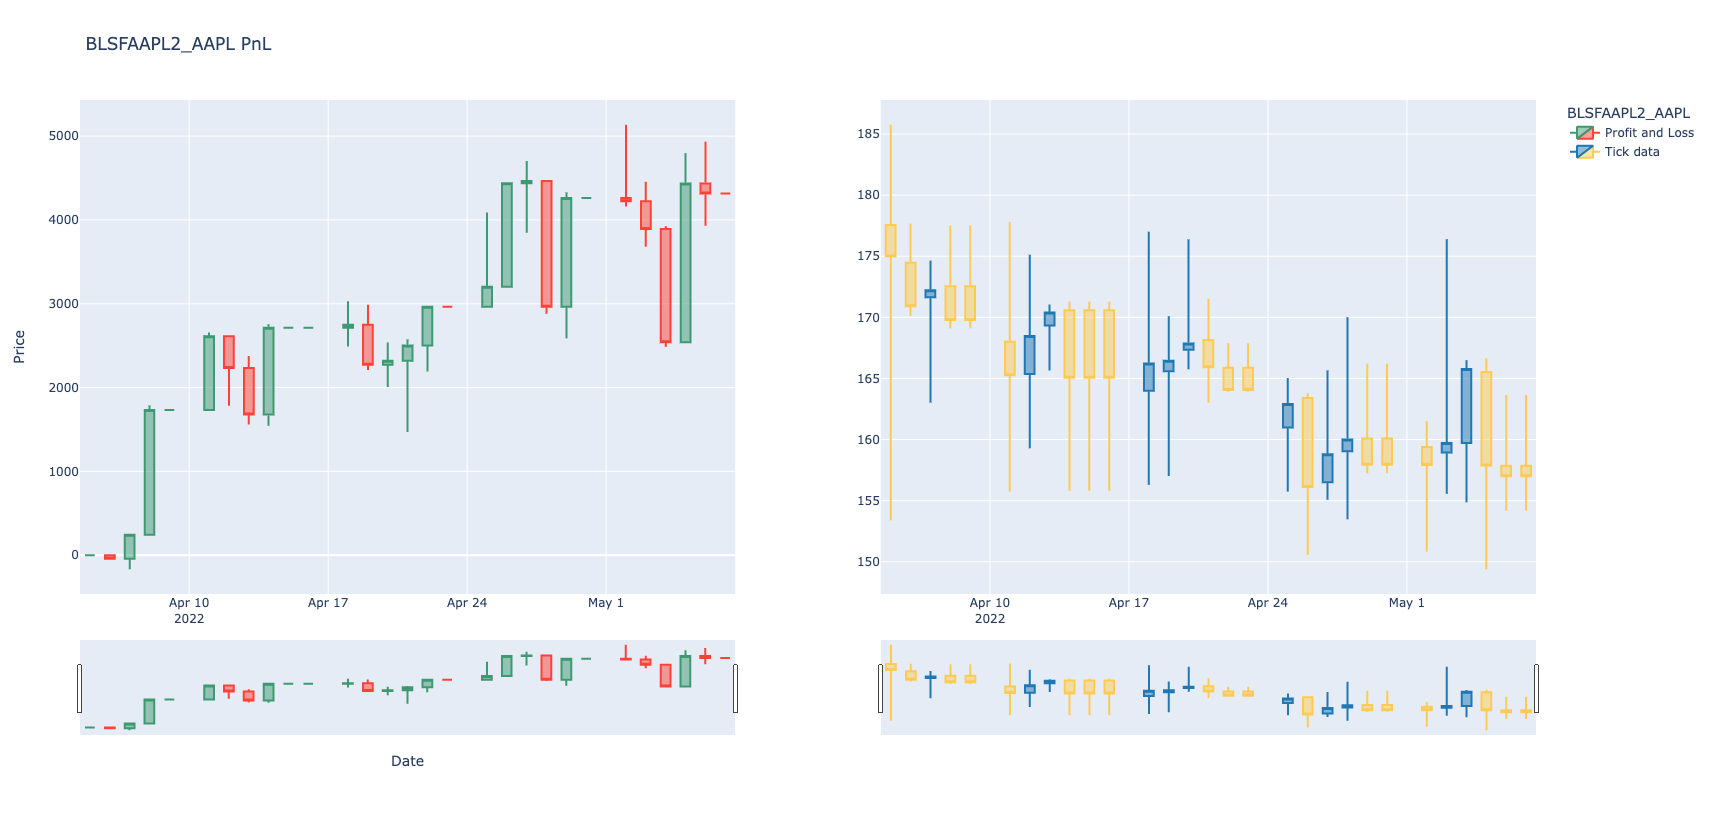 BLSFAAPL2_AAPL PnL
Price
5000
4000
3000
2000
1000
0
Apr 10
2022
Apr 17
Apr 24
May 1
Date
185
180
175
170
165
160
155
150
Apr 10
2022
Apr 17
Apr 24
May 1
BLSFAAPL2_AAPL
Profit and Loss
Tick data